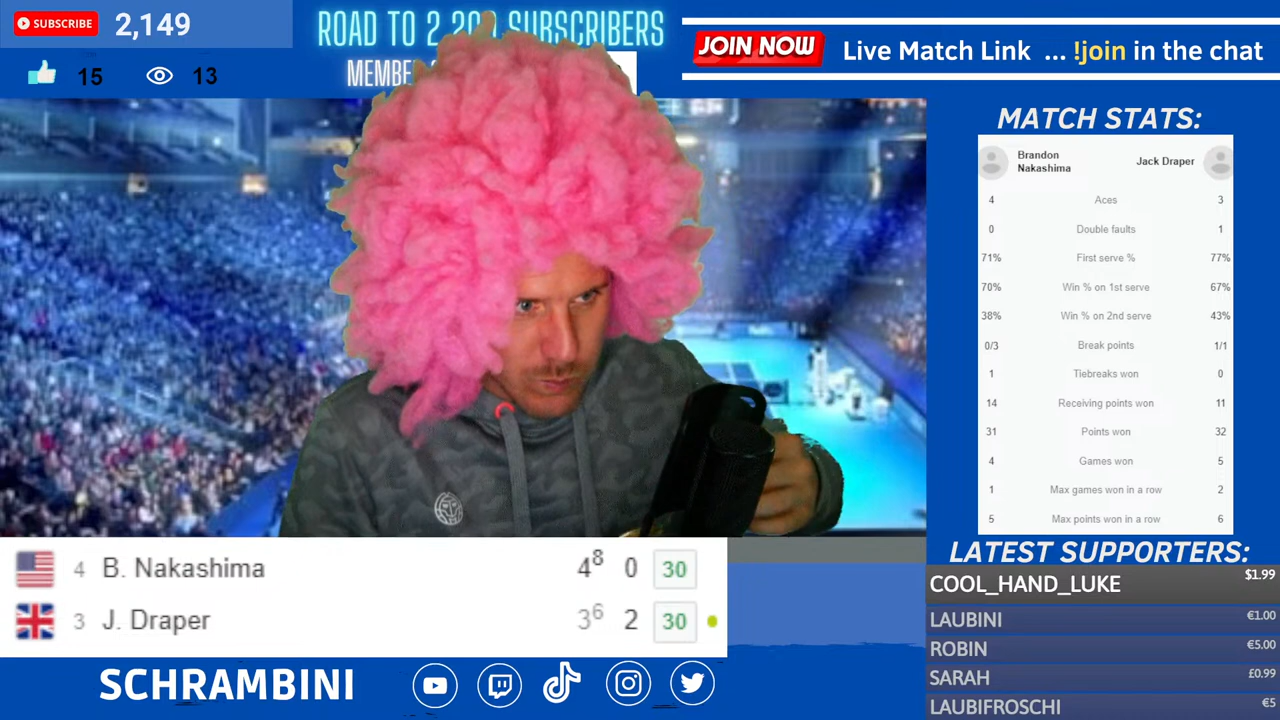 SUBSCRIBE 2,149
15 13
ROAD TO 2,200 SUBSCRIBERS
JOIN NOW Live Match Link ... !join in the chat
MATCH STATS:
Brandon Nakashima Jack Draper
4 Aces 3
0 Double faults 1
71% First serve % 77%
70% Win % on 1st serve 67%
38% Win % on 2nd serve 43%
0/3 Break points 1/1
1 Tiebreaks won 0
14 Receiving points won 11
31 Points won 32
4 Games won 5
1 Max games won in a row 2
5 Max points won in a row 6
4 B. Nakashima 4 8 0 30
3 J. Draper 3 6 2 30
LATEST SUPPORTERS:
COOL_HAND_LUKE $1.99
LAUBINI €1.00
ROBIN €5.00
SARAH £0.99
LAUBIFROSCHI €5
SCHRAMBINI